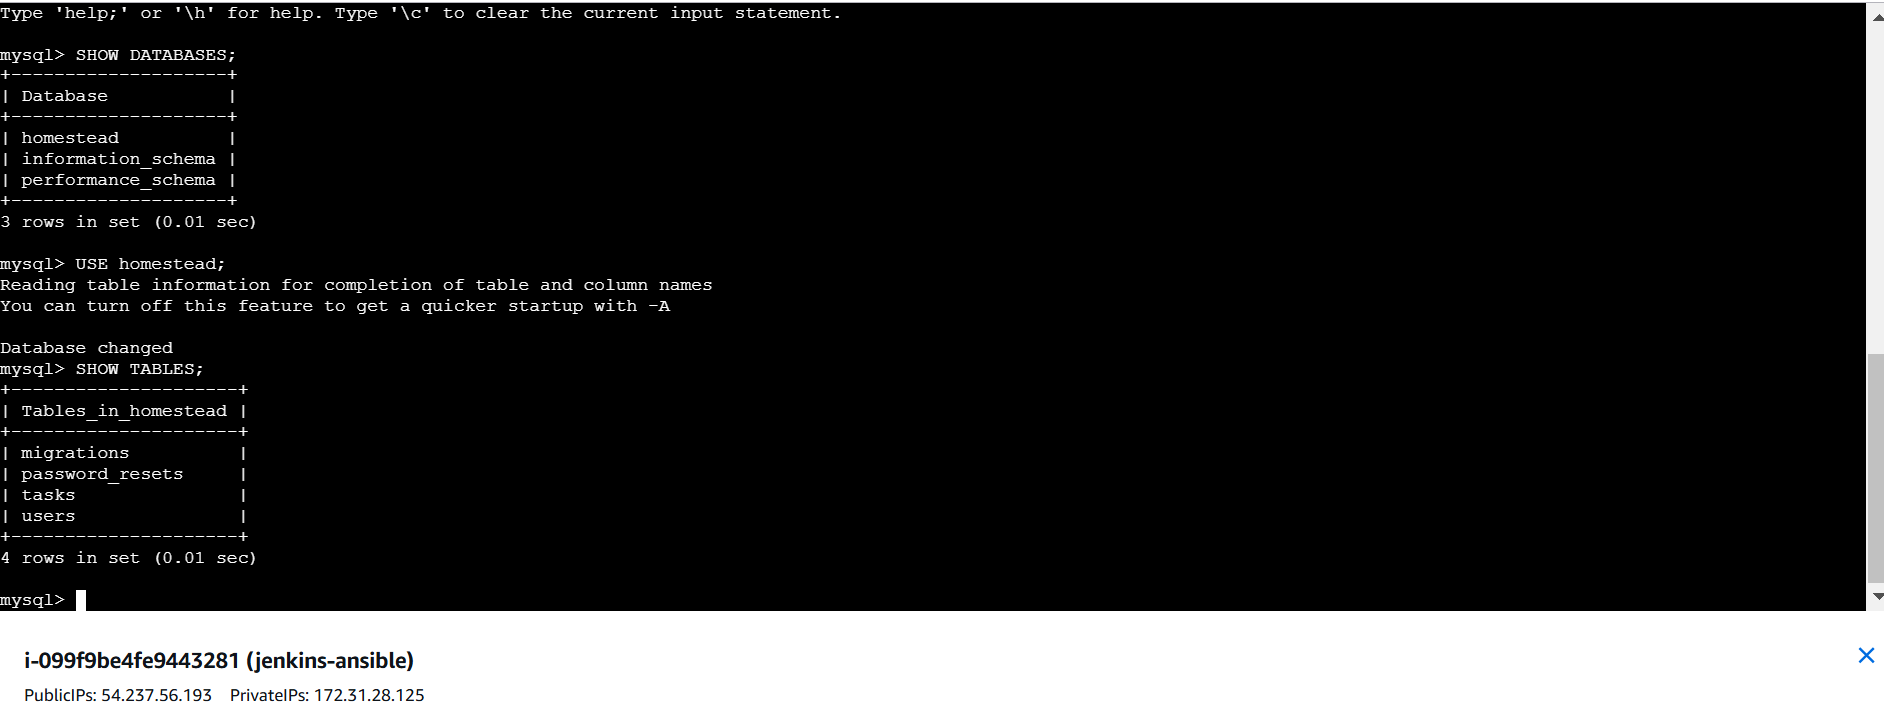 Type 'help;' or '\h' for help. Type '\c' to clear the current input statement.
mysql> SHOW DATABASES;
+--------------------+
| Database           |
+--------------------+
| homestead          |
| information_schema |
| performance_schema |
+--------------------+
3 rows in set (0.01 sec)
mysql> USE homestead;
Reading table information for completion of table and column names
You can turn off this feature to get a quicker startup with -A
Database changed
mysql> SHOW TABLES;
+---------------------+
| Tables_in_homestead |
+---------------------+
| migrations          |
| password_resets     |
| tasks               |
| users               |
+---------------------+
4 rows in set (0.01 sec)
mysql>
i-099f9be4fe9443281 (jenkins-ansible)
PublicIPs: 54.237.56.193 PrivateIPs: 172.31.28.125